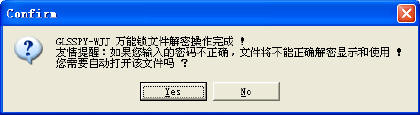 Confirm
GLSSPY-WJJ 万能锁文件解密操作完成 !
友情提醒：如果您输入的密码不正确，文件将不能正确解密显示和使用 !
您需要自动打开该文件吗 ?
Yes No